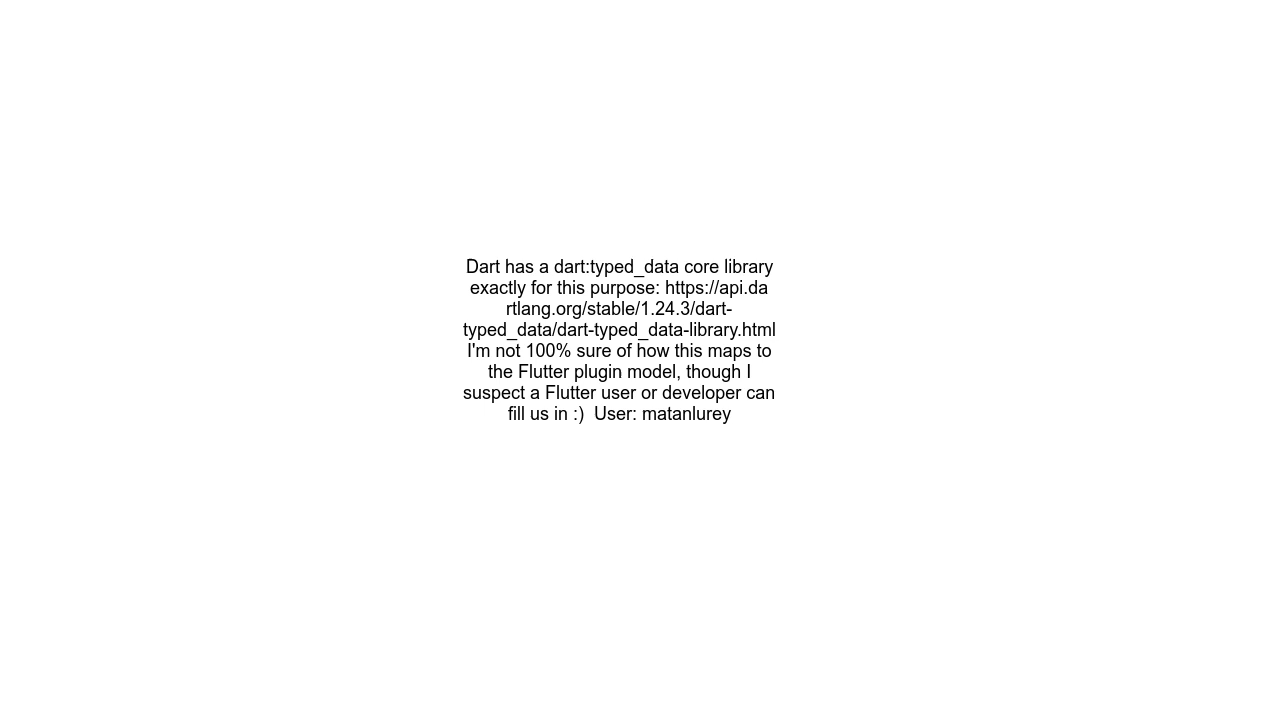 Dart has a dart:typed_data core library
exactly for this purpose: https://api.da
rtlang.org/stable/1.24.3/dart-
typed_data/dart-typed_data-library.html
I'm not 100% sure of how this maps to
the Flutter plugin model, though I
suspect a Flutter user or developer can
fill us in :)  User: matanlurey